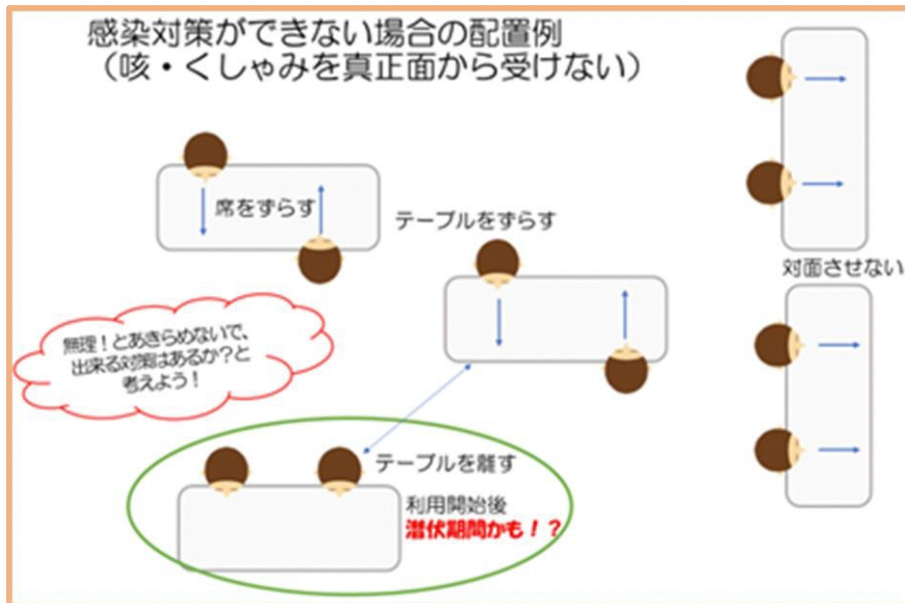 感染対策ができない場合の配置例
（咳・くしゃみを真正面から受けない）
席をずらす
テーブルをずらす
対面させない
無理！とあきらめないで、
出来る対策はあるか？と
考えよう！
テーブルを離す
利用開始後
潜伏期間かも！？